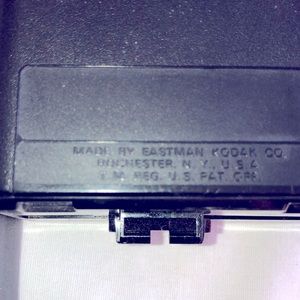 MADE BY EASTMAN KODAK CO.
ROCHESTER, N. Y., U. S. A.
T. M. REG. U. S. PAT. OFF.